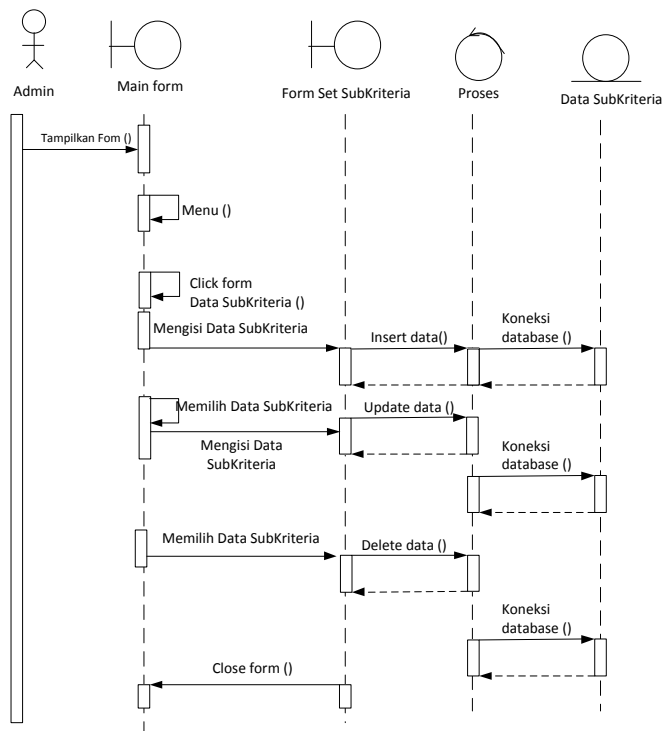 Admin
Main form
Form Set SubKriteria
Proses
Data SubKriteria
Tampilkan Fom ()
Menu ()
Click form
Data SubKriteria ()
Mengisi Data SubKriteria
Insert data()
Koneksi
database ()
Memilih Data SubKriteria
Update data ()
Mengisi Data
SubKriteria
Koneksi
database ()
Memilih Data SubKriteria
Delete data ()
Koneksi
database ()
Close form ()